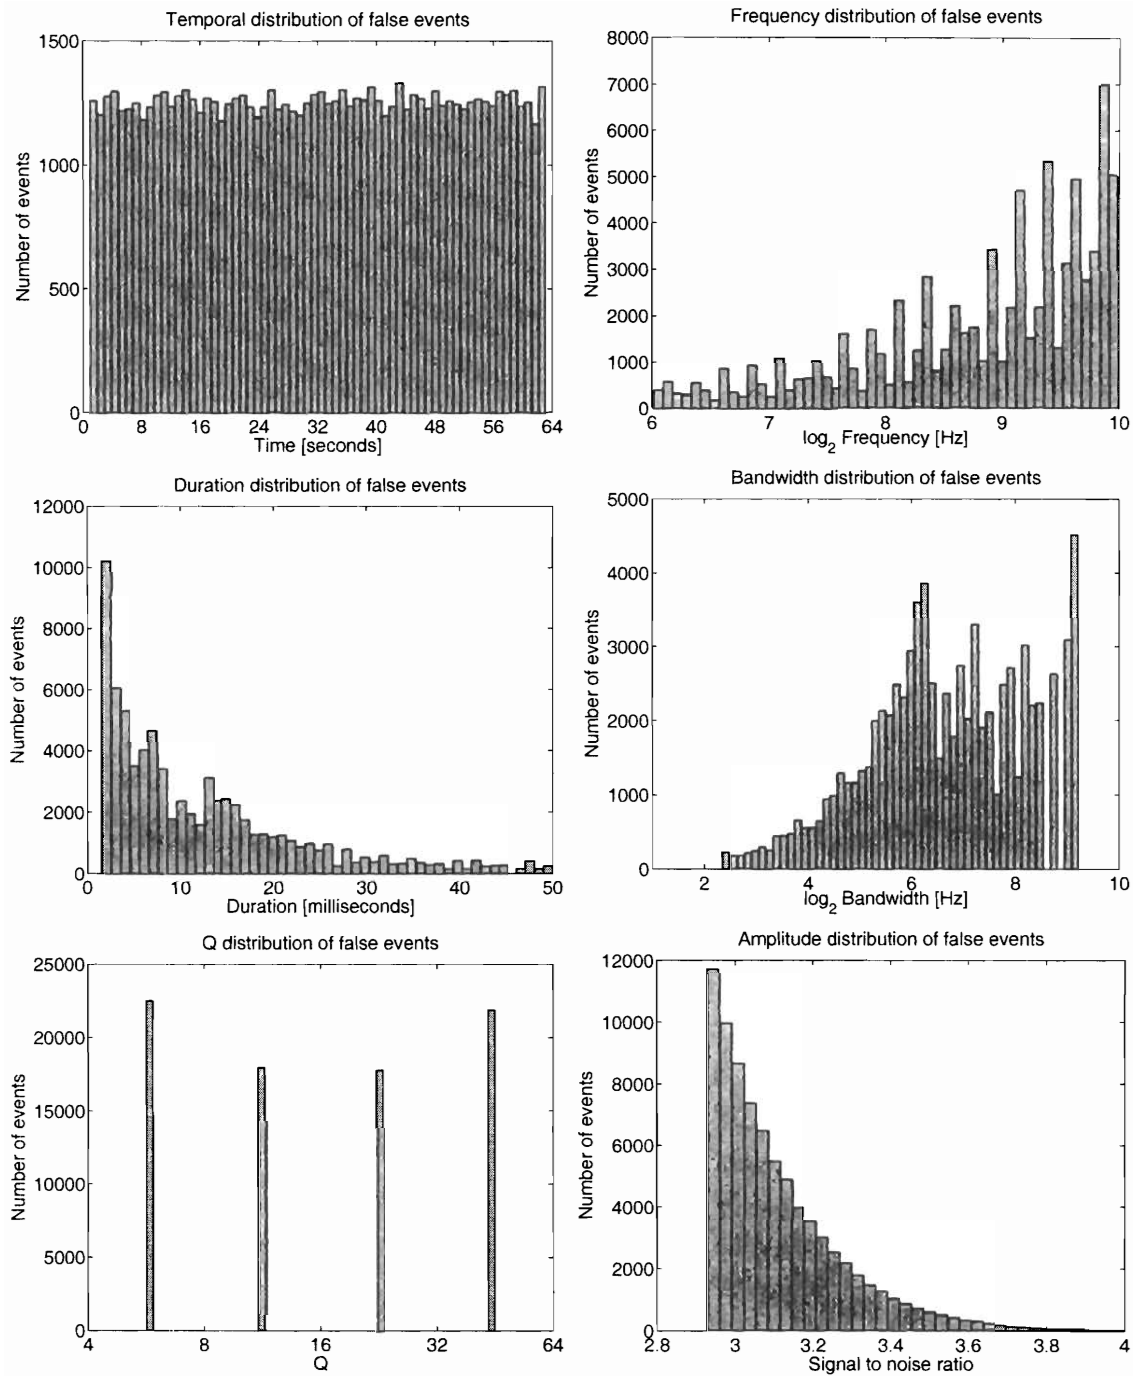 Temporal distribution of false events
1500
1000
500
0
Number of events
0 8 16 24 32 40 48 56 64
Time [seconds]
Frequency distribution of false events
8000
7000
6000
5000
4000
3000
2000
1000
0
Number of events
6 7 8 9 10
log2 Frequency [Hz]
Duration distribution of false events
12000
10000
8000
6000
4000
2000
0
Number of events
0 10 20 30 40 50
Duration [milliseconds]
Bandwidth distribution of false events
5000
4000
3000
2000
1000
0
Number of events
2 4 6 8 10
log2 Bandwidth [Hz]
Q distribution of false events
25000
20000
15000
10000
5000
0
Number of events
4 8 16 32 64
Q
Amplitude distribution of false events
12000
10000
8000
6000
4000
2000
0
Number of events
2.8 3 3.2 3.4 3.6 3.8 4
Signal to noise ratio